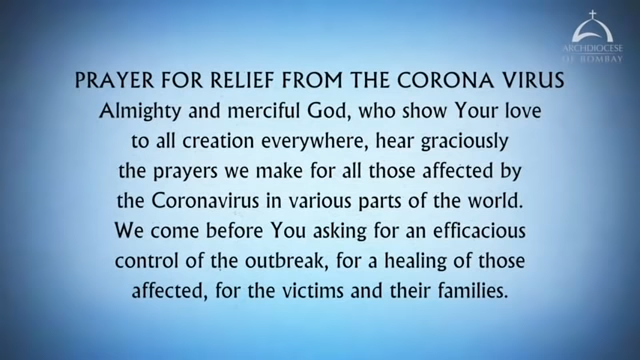 ARCHDIOCESE
OF BOMBAY
PRAYER FOR RELIEF FROM THE CORONA VIRUS
Almighty and merciful God, who show Your love
to all creation everywhere, hear graciously
the prayers we make for all those affected by
the Coronavirus in various parts of the world.
We come before You asking for an efficacious
control of the outbreak, for a healing of those
affected, for the victims and their families.